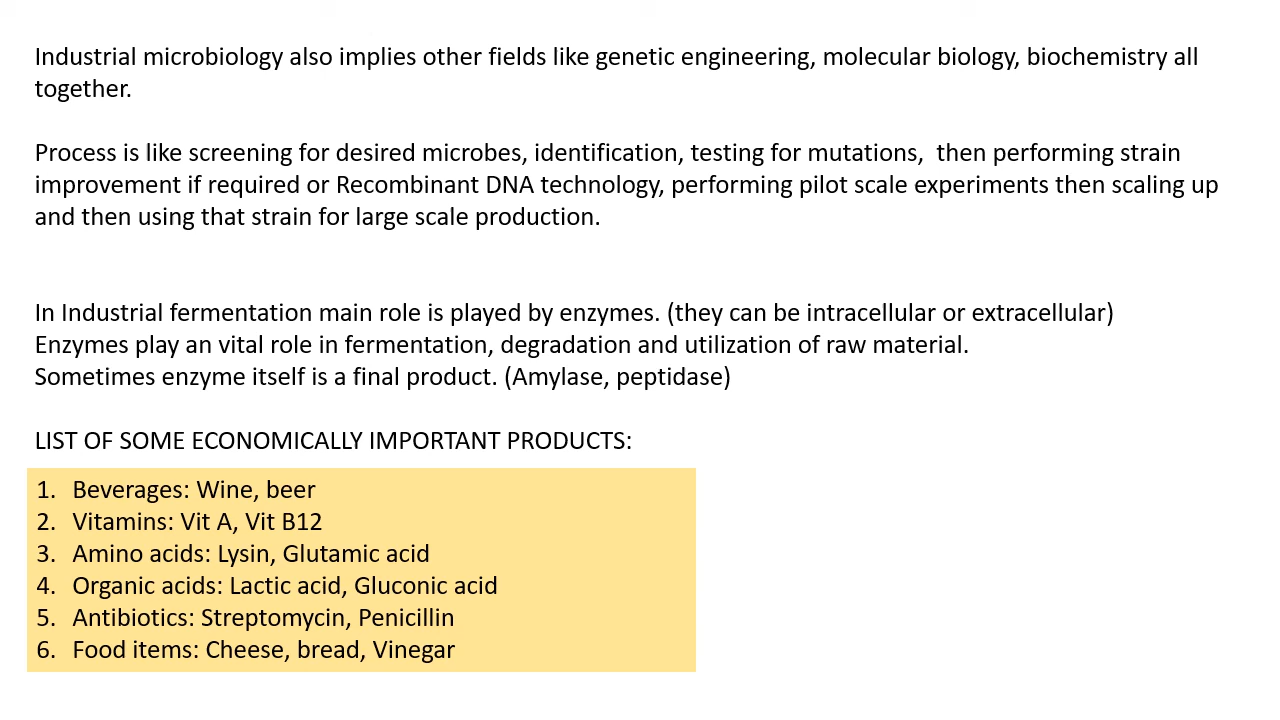 Industrial microbiology also implies other fields like genetic engineering, molecular biology, biochemistry all
together.
Process is like screening for desired microbes, identification, testing for mutations,  then performing strain
improvement if required or Recombinant DNA technology, performing pilot scale experiments then scaling up
and then using that strain for large scale production.
In Industrial fermentation main role is played by enzymes. (they can be intracellular or extracellular)
Enzymes play an vital role in fermentation, degradation and utilization of raw material.
Sometimes enzyme itself is a final product. (Amylase, peptidase)
LIST OF SOME ECONOMICALLY IMPORTANT PRODUCTS:
1. Beverages: Wine, beer
2. Vitamins: Vit A, Vit B12
3. Amino acids: Lysin, Glutamic acid
4. Organic acids: Lactic acid, Gluconic acid
5. Antibiotics: Streptomycin, Penicillin
6. Food items: Cheese, bread, Vinegar